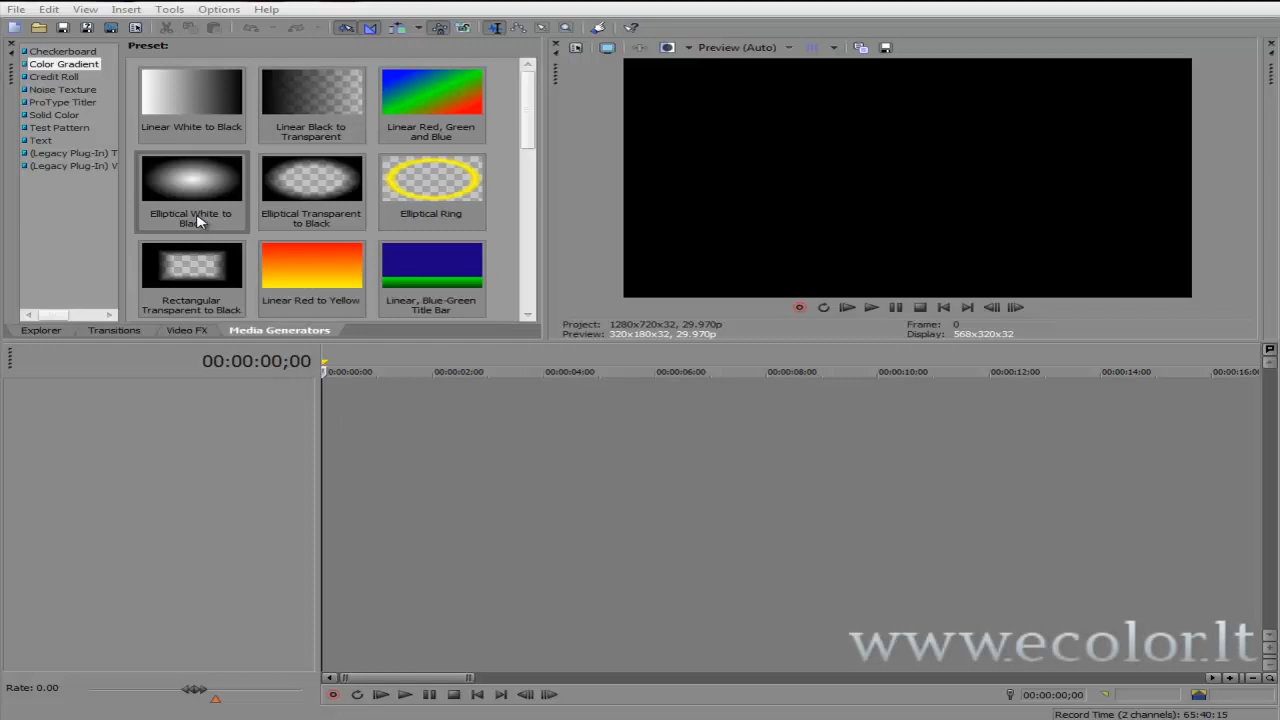 File Edit View Insert Tools Options Help
Checkerboard
Color Gradient
Credit Roll
Noise Texture
ProType Titler
Solid Color
Test Pattern
Text
(Legacy Plug-In) T
(Legacy Plug-In) V
Preset:
Linear White to Black
Linear Black to
Transparent
Linear Red, Green
and Blue
Elliptical White to
Elliptical Transparent
to Black
Elliptical Ring
Rectangular
Transparent to Black
Linear Red to Yellow
Linear, Blue-Green
Title Bar
Explorer Transitions Video FX Media Generators
Preview (Auto)
Project: 1280x720x32, 29.970p
Preview: 320x180x32, 29.970p
Frame: 0
Display: 568x320x32
00:00:00;00
0:00:00:00 00:00:02:00 00:00:04:00 00:00:06:00 00:00:08:00 00:00:10:00 00:00:12:00 00:00:14:00 00:00:16:00
www.ecolor.lt
Rate: 0.00
00:00:00;00
Record Time (2 channels): 65:40:15